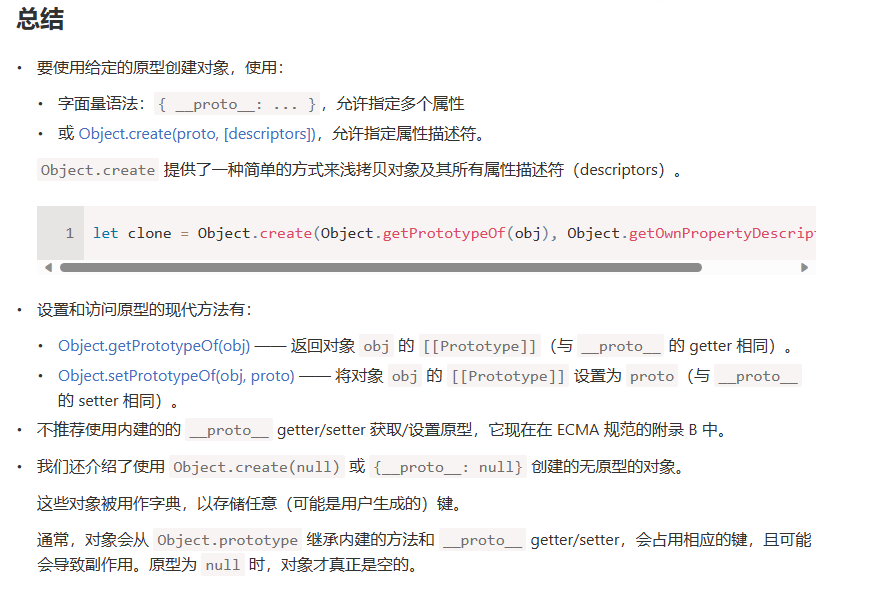 总结
• 要使用给定的原型创建对象，使用：
• 字面量语法：{ __proto__: ... }，允许指定多个属性
• 或 Object.create(proto, [descriptors])，允许指定属性描述符。
Object.create 提供了一种简单的方式来浅拷贝对象及其所有属性描述符（descriptors）。
1 let clone = Object.create(Object.getPrototypeOf(obj), Object.getOwnPropertyDescript
• 设置和访问原型的现代方法有：
• Object.getPrototypeOf(obj) —— 返回对象 obj 的 [[Prototype]]（与 __proto__ 的 getter 相同）。
• Object.setPrototypeOf(obj, proto) —— 将对象 obj 的 [[Prototype]] 设置为 proto（与 __proto__
的 setter 相同）。
• 不推荐使用内建的的 __proto__ getter/setter 获取/设置原型，它现在在 ECMA 规范的附录 B 中。
• 我们还介绍了使用 Object.create(null) 或 {__proto__: null} 创建的无原型的对象。
这些对象被用作字典，以存储任意（可能是用户生成的）键。
通常，对象会从 Object.prototype 继承内建的方法和 __proto__ getter/setter，会占用相应的键，且可能
会导致副作用。原型为 null 时，对象才真正是空的。